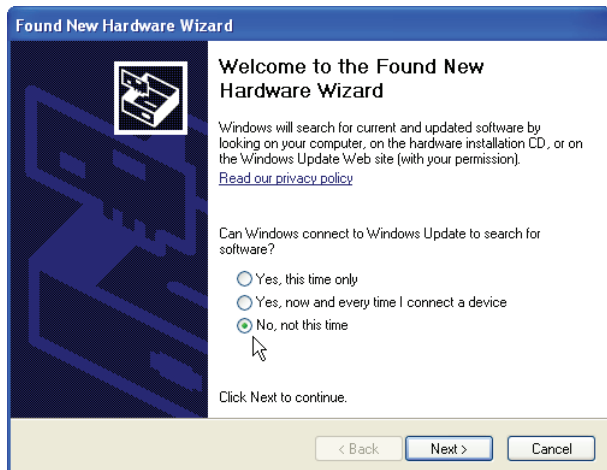 Found New Hardware Wizard
Welcome to the Found New
Hardware Wizard
Windows will search for current and updated software by
looking on your computer, on the hardware installation CD, or on
the Windows Update Web site (with your permission).
Read our privacy policy
Can Windows connect to Windows Update to search for
software?
Yes, this time only
Yes, now and every time I connect a device
No, not this time
Click Next to continue.
< Back
Next >
Cancel